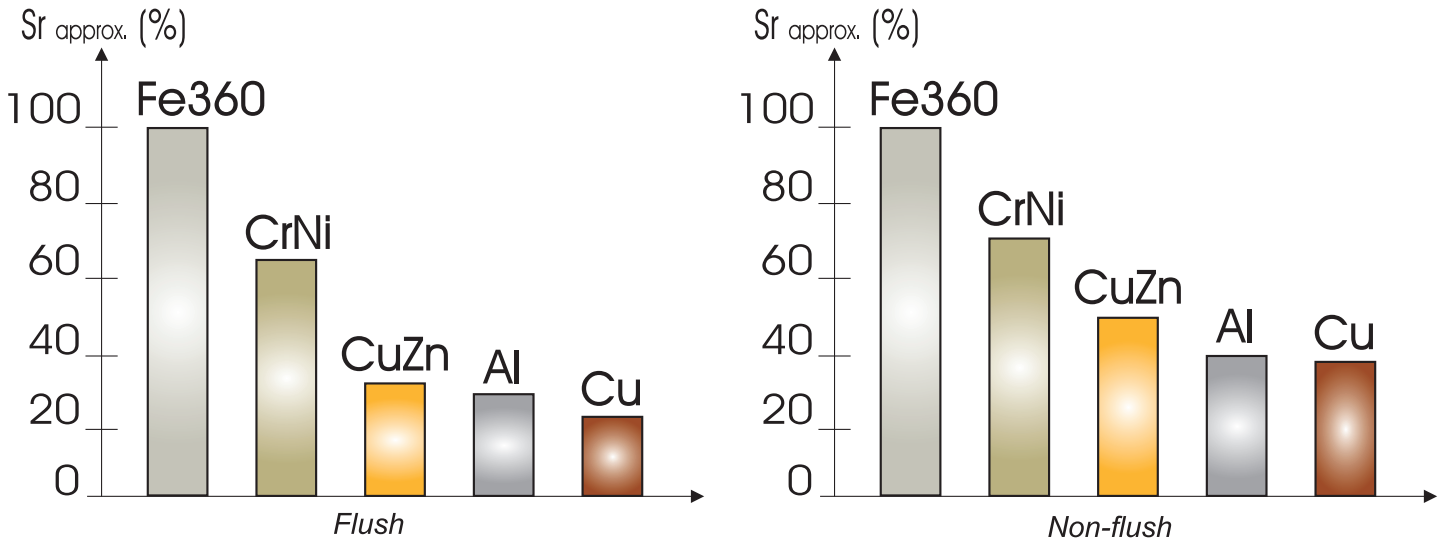 Sr approx. (%)
100
80
60
40
20
0
Fe360
CrNi
CuZn
Al
Cu
Flush
Sr approx. (%)
100
80
60
40
20
0
Fe360
CrNi
CuZn
Al
Cu
Non-flush